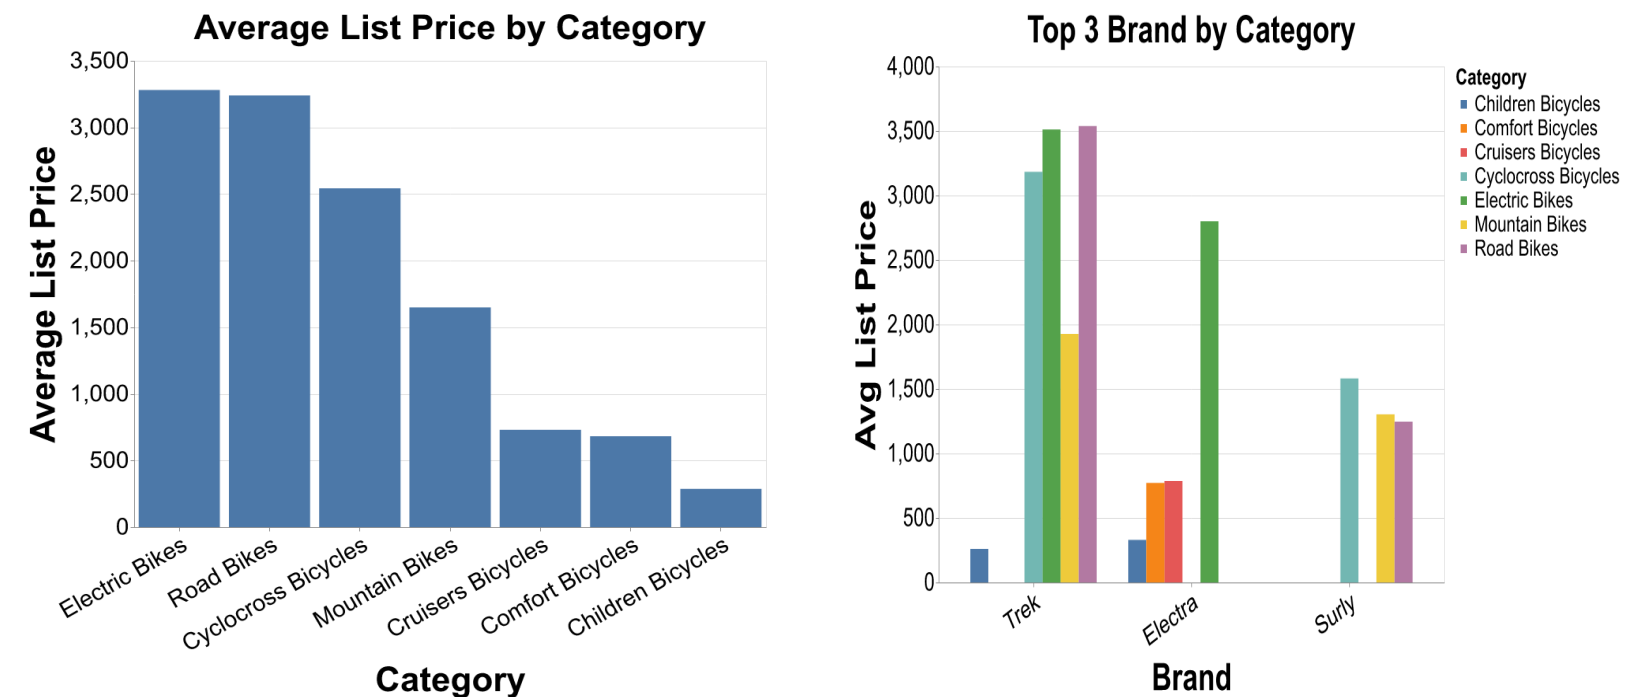 Average List Price by Category
3,500
3,000
2,500
2,000
1,500
1,000
500
0
Average List Price
Electric Bikes
Road Bikes
Cyclocross Bicycles
Mountain Bikes
Cruisers Bicycles
Comfort Bicycles
Children Bicycles
Category
Top 3 Brand by Category
4,000
3,500
3,000
2,500
2,000
1,500
1,000
500
0
Avg List Price
Trek
Electra
Surly
Brand
Category
Children Bicycles
Comfort Bicycles
Cruisers Bicycles
Cyclocross Bicycles
Electric Bikes
Mountain Bikes
Road Bikes